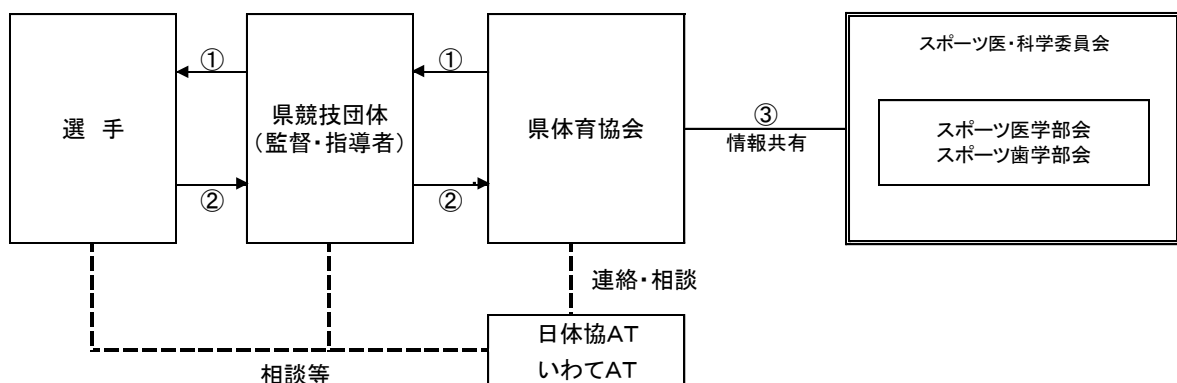 スポーツ医・科学委員会
①
①
③
選 手
県競技団体
(監督・指導者)
県体育協会
情報共有
スポーツ医学部会
スポーツ歯学部会
②
②
連絡・相談
日体協AT
いわてAT
相談等